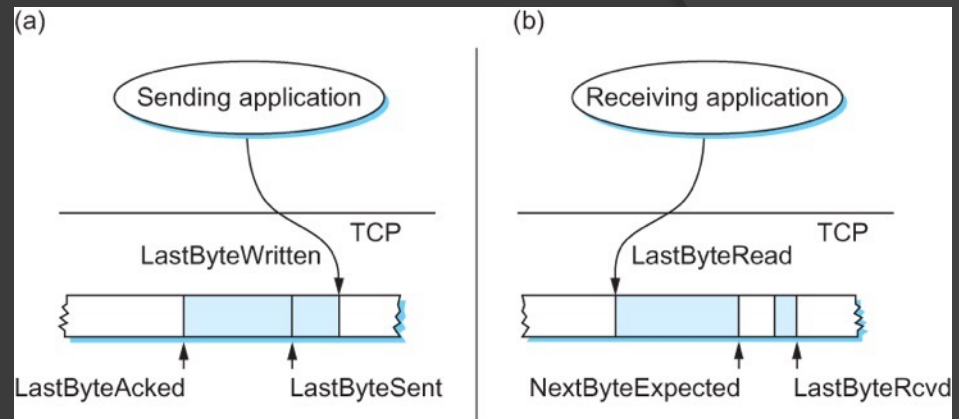 (a)
Sending application
TCP
LastByteWritten
LastByteAcked
LastByteSent
(b)
Receiving application
TCP
LastByteRead
NextByteExpected
LastByteRcvd